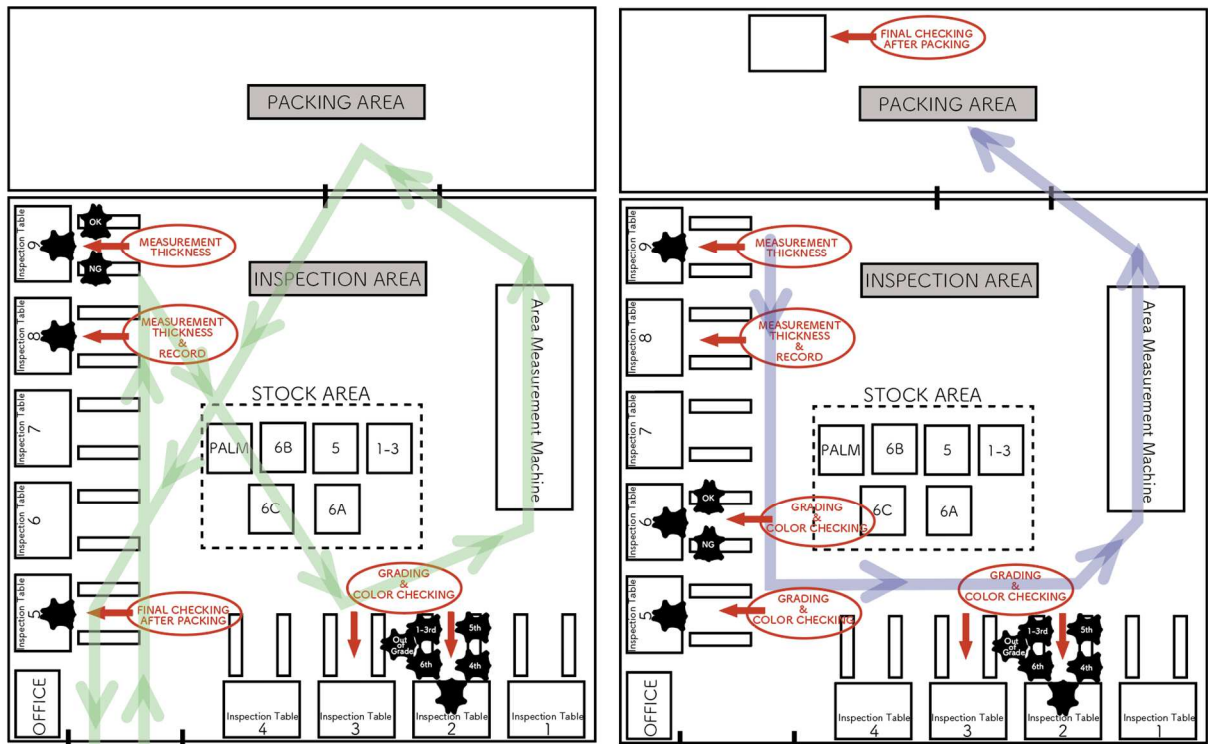 PACKING AREA
OK
Inspection Table
9
NG
MEASUREMENT
THICKNESS
INSPECTION AREA
Inspection Table
8
MEASUREMENT
THICKNESS
&
RECORD
Area Measurement Machine
Inspection Table
7
STOCK AREA
PALM
6B
5
1-3
6C
6A
Inspection Table
6
Inspection Table
5
FINAL CHECKING
AFTER PACKING
GRADING
&
COLOR CHECKING
1-3rd
5th
Out of
Grade
6th
4th
OFFICE
Inspection Table
4
Inspection Table
3
Inspection Table
2
Inspection Table
1
FINAL CHECKING
AFTER PACKING
PACKING AREA
Inspection Table
9
MEASUREMENT
THICKNESS
INSPECTION AREA
Inspection Table
8
MEASUREMENT
THICKNESS
&
RECORD
Area Measurement Machine
Inspection Table
7
STOCK AREA
PALM
6B
5
1-3
6C
6A
Inspection Table
6
OK
NG
GRADING
&
COLOR CHECKING
Inspection Table
5
GRADING
&
COLOR CHECKING
GRADING
&
COLOR CHECKING
1-3rd
5th
Out of
Grade
6th
4th
OFFICE
Inspection Table
4
Inspection Table
3
Inspection Table
2
Inspection Table
1